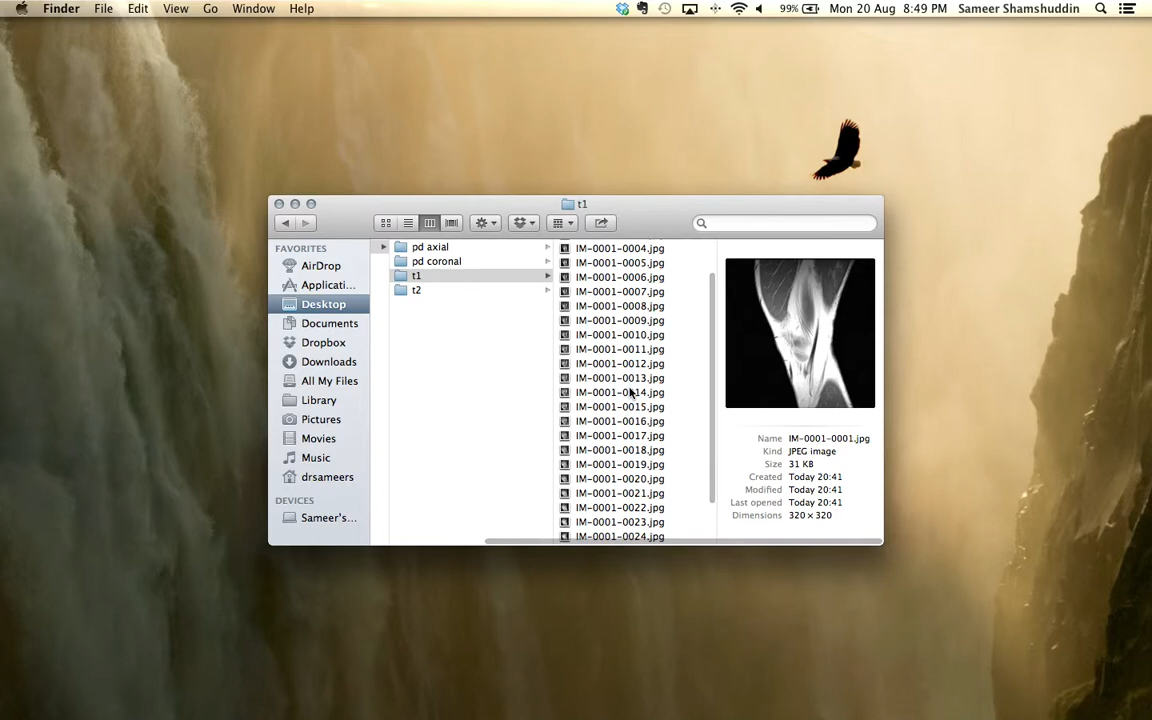 Finder File Edit View Go Window Help 99% Mon 20 Aug 8:49 PM Sameer Shamshuddin
t1
FAVORITES
AirDrop
Applicati...
Desktop
Documents
Dropbox
Downloads
All My Files
Library
Pictures
Movies
Music
drsameers
DEVICES
Sameer's...
pd axial
pd coronal
t1
t2
IM-0001-0004.jpg
IM-0001-0005.jpg
IM-0001-0006.jpg
IM-0001-0007.jpg
IM-0001-0008.jpg
IM-0001-0009.jpg
IM-0001-0010.jpg
IM-0001-0011.jpg
IM-0001-0012.jpg
IM-0001-0013.jpg
IM-0001-0014.jpg
IM-0001-0015.jpg
IM-0001-0016.jpg
IM-0001-0017.jpg
IM-0001-0018.jpg
IM-0001-0019.jpg
IM-0001-0020.jpg
IM-0001-0021.jpg
IM-0001-0022.jpg
IM-0001-0023.jpg
IM-0001-0024.jpg
Name IM-0001-0001.jpg
Kind JPEG image
Size 31 KB
Created Today 20:41
Modified Today 20:41
Last opened Today 20:41
Dimensions 320 × 320